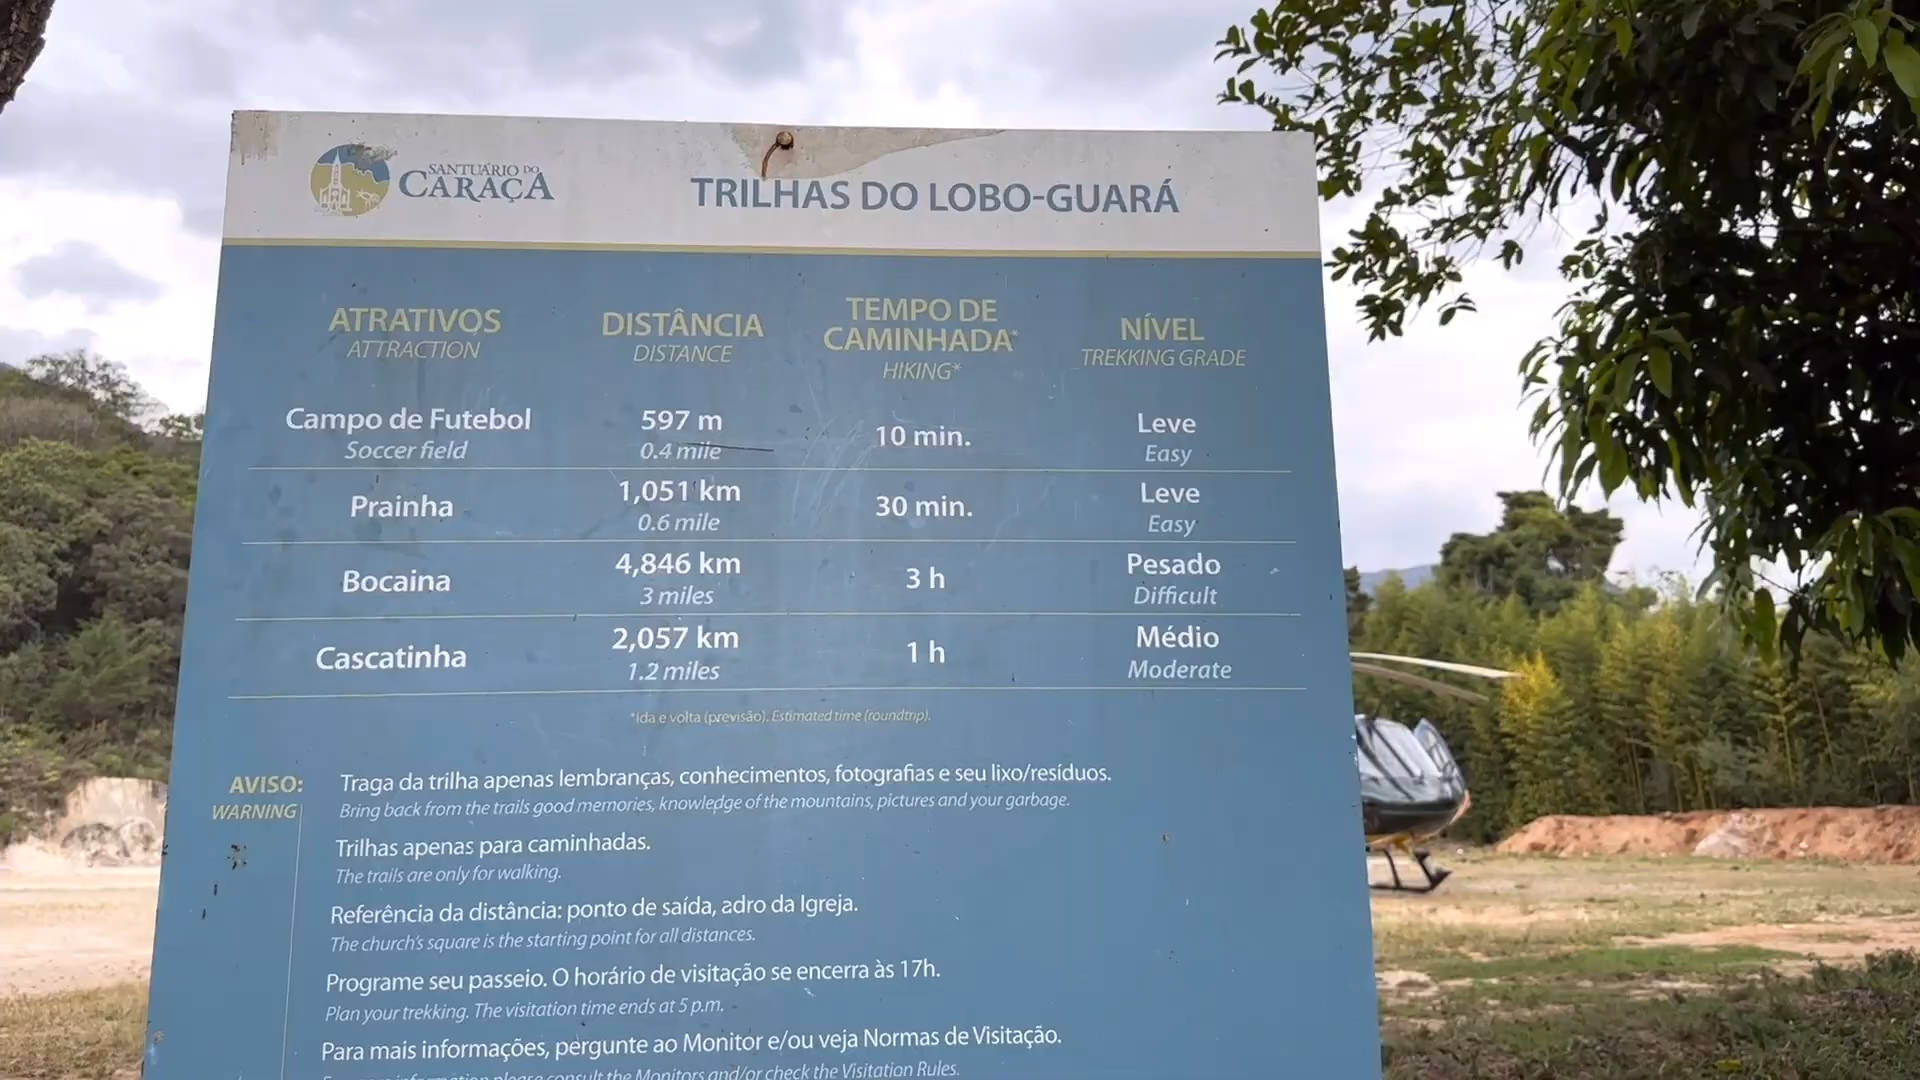 SANTUÁRIO DO
CARAÇA
TRILHAS DO LOBO-GUARÁ
ATRATIVOS
ATTRACTION
DISTÂNCIA
DISTANCE
TEMPO DE
CAMINHADA*
HIKING*
NÍVEL
TREKKING GRADE
Campo de Futebol
Soccer field
597 m
0.4 mile
10 min.
Leve
Easy
Prainha
1,051 km
0.6 mile
30 min.
Leve
Easy
Bocaina
4,846 km
3 miles
3 h
Pesado
Difficult
Cascatinha
2,057 km
1.2 miles
1 h
Médio
Moderate
*Ida e volta (previsão). Estimated time (roundtrip).
AVISO:
WARNING
Traga da trilha apenas lembranças, conhecimentos, fotografias e seu lixo/resíduos.
Bring back from the trails good memories, knowledge of the mountains, pictures and your garbage.
Trilhas apenas para caminhadas.
The trails are only for walking.
Referência da distância: ponto de saída, adro da Igreja.
The church's square is the starting point for all distances.
Programe seu passeio. O horário de visitação se encerra às 17h.
Plan your trekking. The visitation time ends at 5 p.m.
Para mais informações, pergunte ao Monitor e/ou veja Normas de Visitação.
information please consult the Monitors and/or check the Visitation Rules.